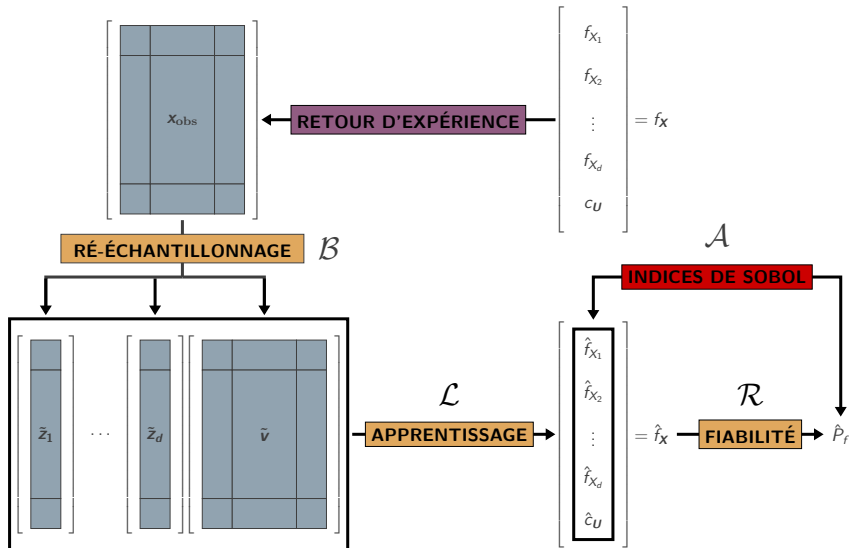 f_{X_1}
f_{X_2}
x_obs
RETOUR D'EXPÉRIENCE
⋮
= f_X
f_{X_d}
c_U
RÉ-ÉCHANTILLONNAGE
ℬ
𝒜
INDICES DE SOBOL
z̃_1
⋯
z̃_d
ṽ
ℒ
APPRENTISSAGE
f̂_{X_1}
f̂_{X_2}
⋮
f̂_{X_d}
ĉ_U
= f̂_X
ℛ
FIABILITÉ
P̂_f